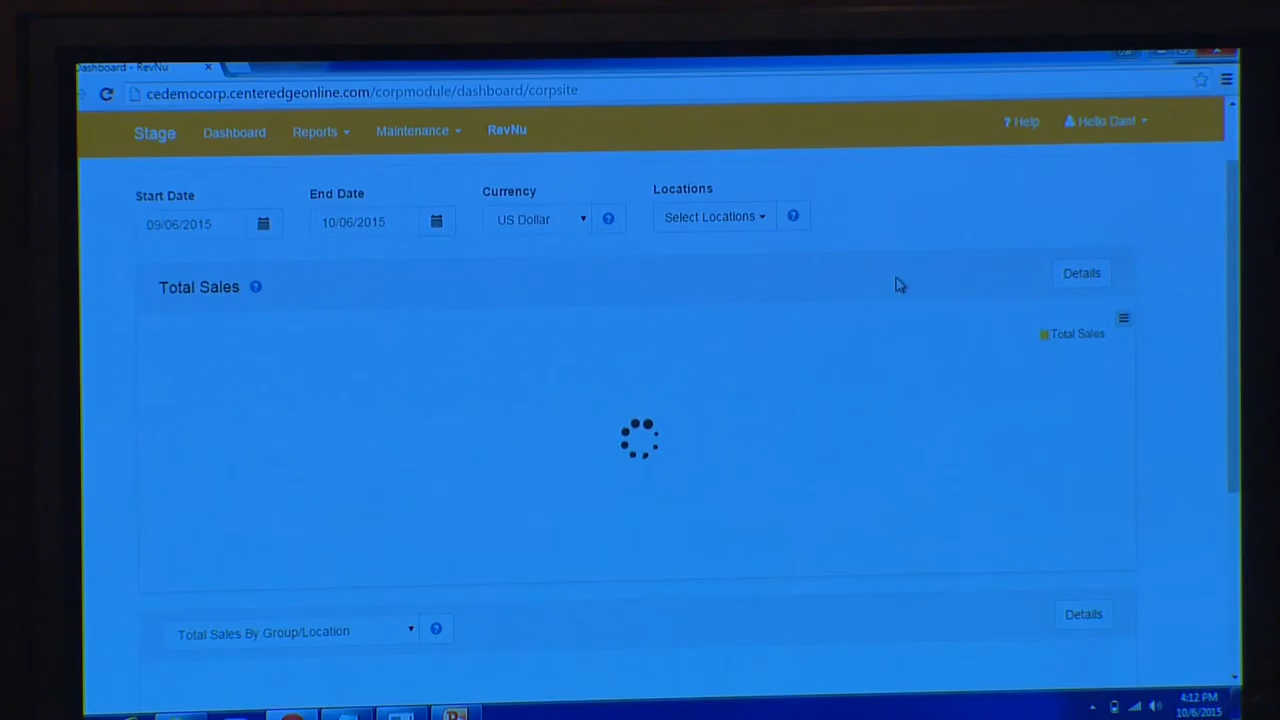 Dashboard - RevNu
cedemocorp.centeredgeonline.com/corpmodule/dashboard/corpsite
Stage Dashboard Reports Maintenance RevNu ? Help Hello Dan!
Start Date End Date Currency Locations
09/06/2015 10/06/2015 US Dollar ? Select Locations ?
Total Sales ? Details
Total Sales
Total Sales By Group/Location ? Details
4:12 PM
10/6/2015